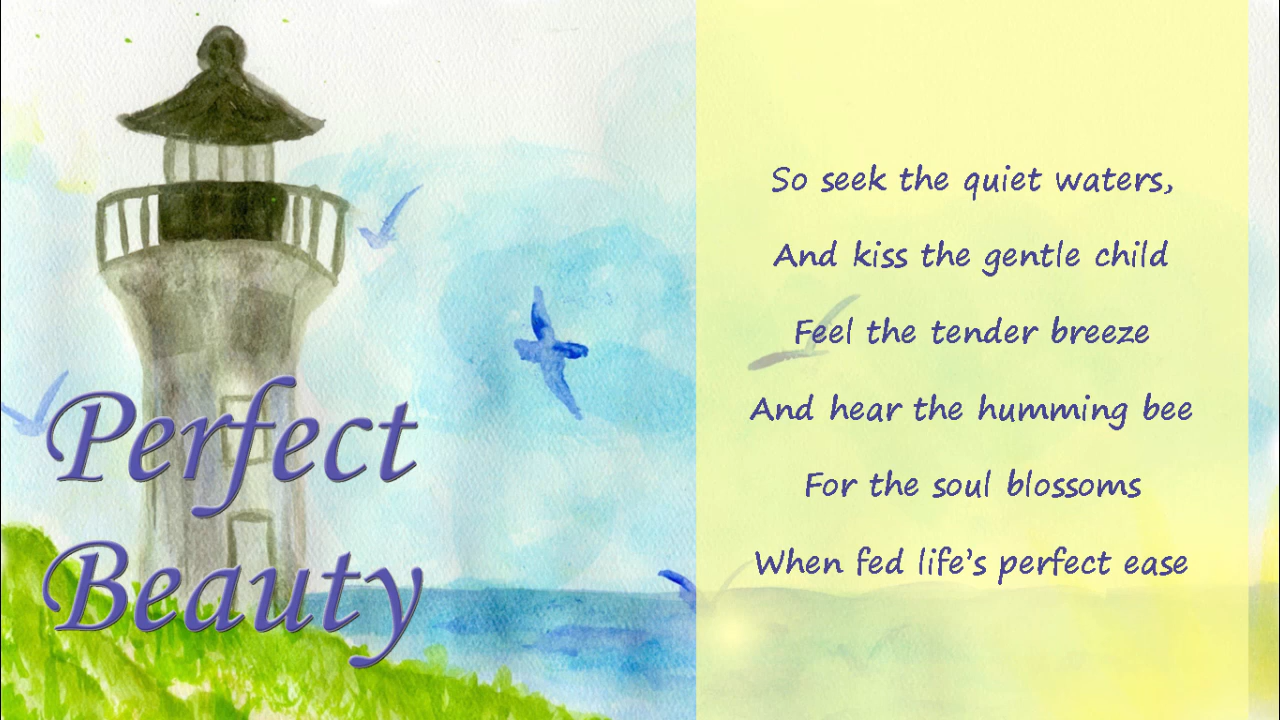 Perfect
Beauty
So seek the quiet waters,
And kiss the gentle child
Feel the tender breeze
And hear the humming bee
For the soul blossoms
When fed life's perfect ease